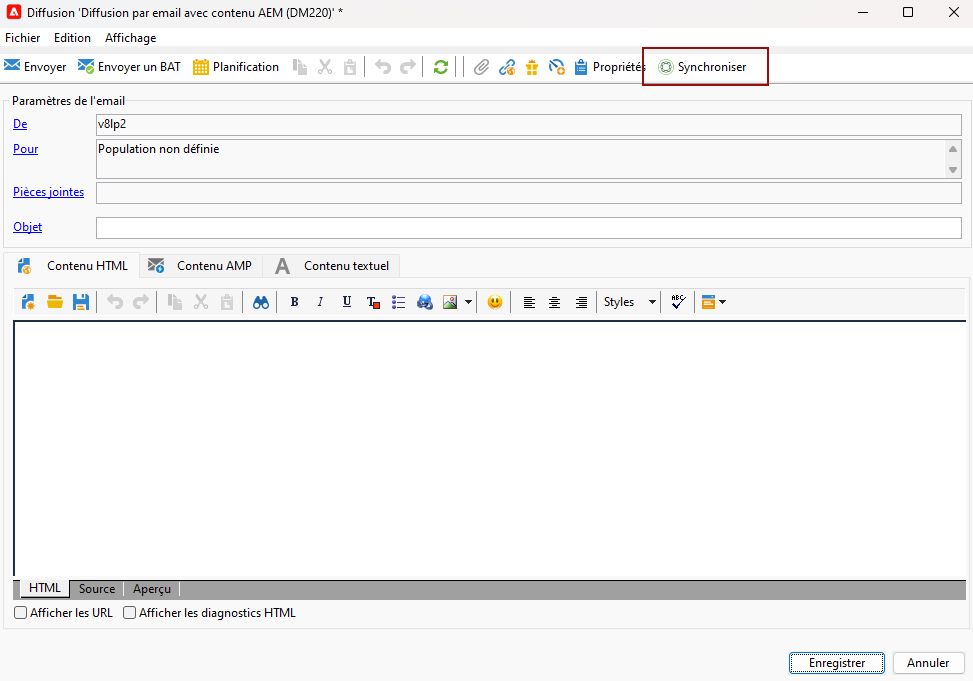 Diffusion 'Diffusion par email avec contenu AEM (DM220)' *
Fichier Edition Affichage
Envoyer Envoyer un BAT Planification Propriétés Synchroniser
Paramètres de l'email
De v8lp2
Pour Population non définie
Pièces jointes
Objet
Contenu HTML Contenu AMP A Contenu textuel
B I U T Styles ABC
HTML Source Aperçu
Afficher les URL Afficher les diagnostics HTML
Enregistrer Annuler